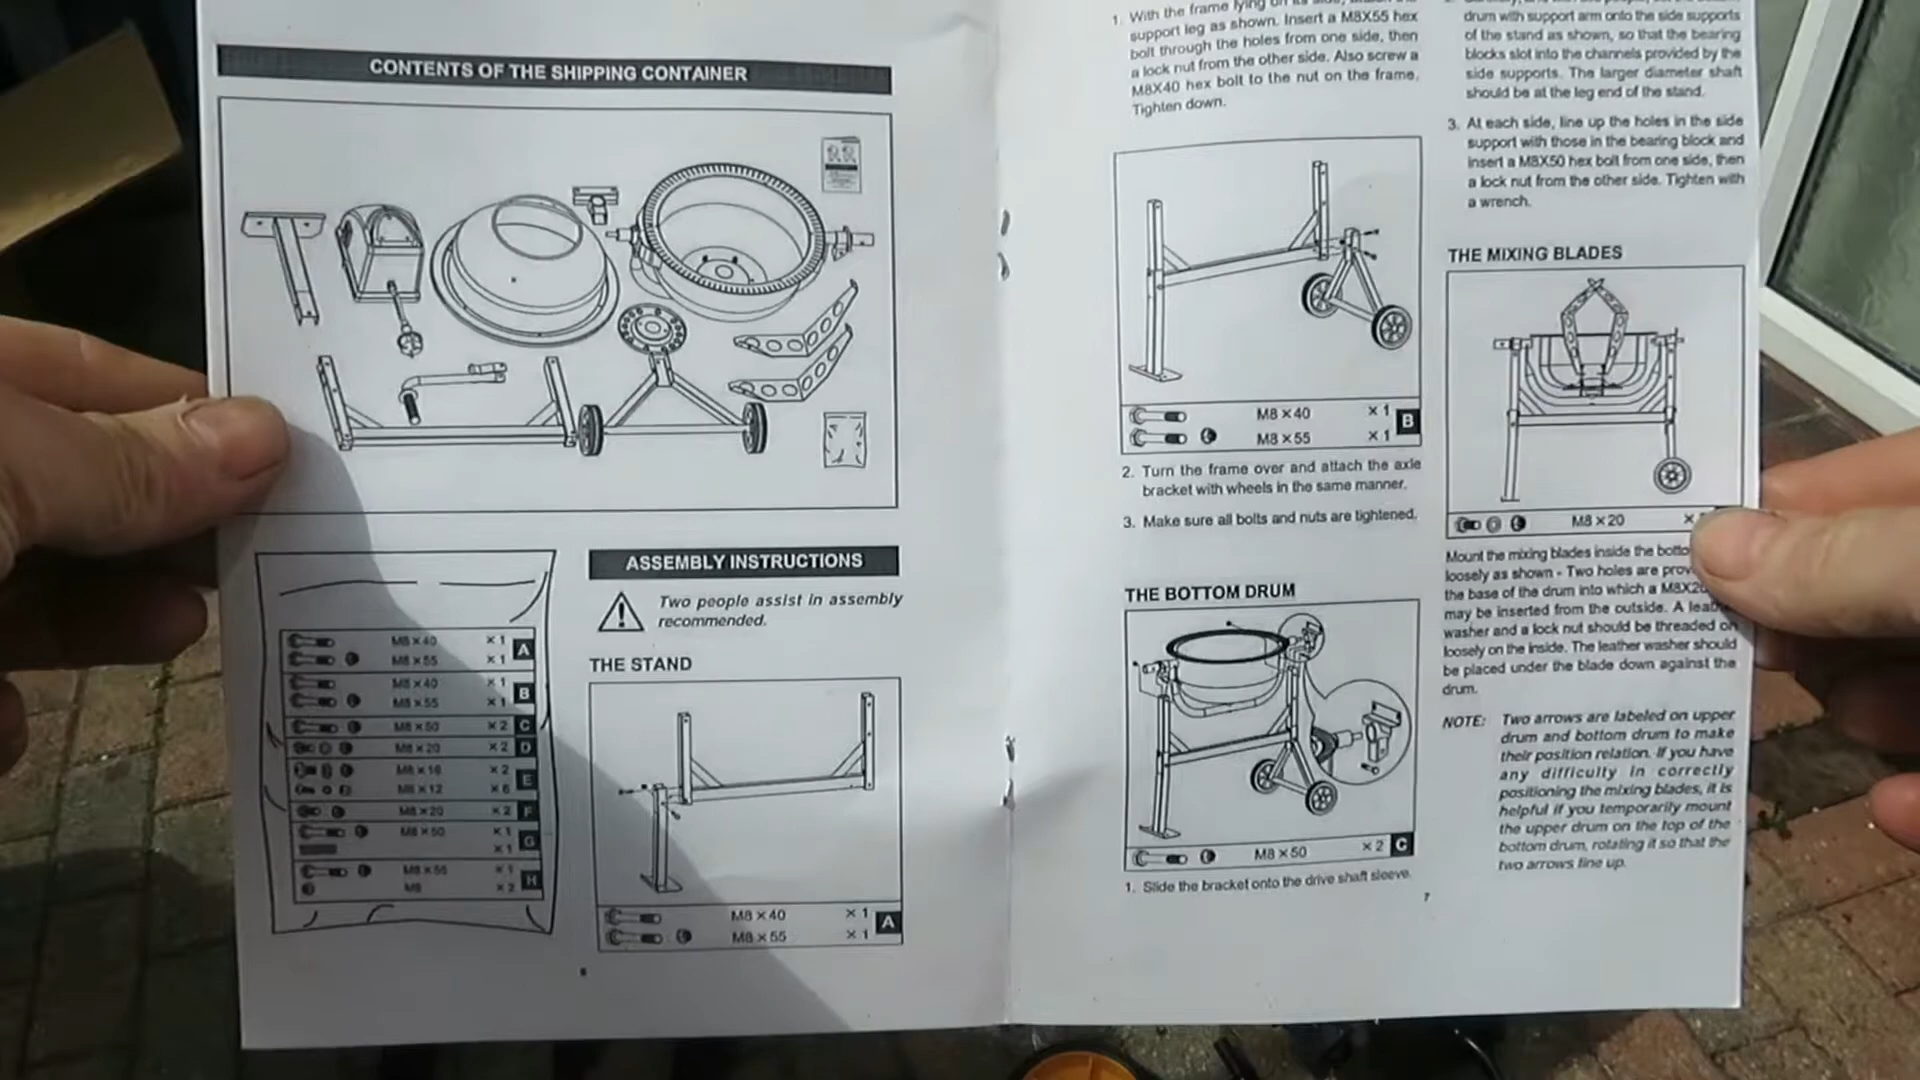 CONTENTS OF THE SHIPPING CONTAINER
M8 × 40 × 1
M8 × 55 × 1
A
M8 × 40 × 1
M8 × 55 × 1
B
M8 × 50 × 2 C
M8 × 20 × 2 D
M8 × 16 × 2
M8 × 12 × 6
E
M8 × 20 × 2 F
M8 × 50 × 1
× 1
G
M8 × 55 × 1
× 2
H
ASSEMBLY INSTRUCTIONS
Two people assist in assembly
recommended.
THE STAND
M8 × 40 × 1
M8 × 55 × 1
A
6
1. With the frame lying on its
support leg as shown. Insert a M8X55 hex
bolt through the holes from one side, then
a lock nut from the other side. Also screw a
M8X40 hex bolt to the nut on the frame.
Tighten down.
M8 × 40 × 1
M8 × 55 × 1
B
2. Turn the frame over and attach the axle
bracket with wheels in the same manner.
3. Make sure all bolts and nuts are tightened.
THE BOTTOM DRUM
M8 × 50 × 2 C
1. Slide the bracket onto the drive shaft sleeve.
drum with support arm onto the side supports
of the stand as shown, so that the bearing
blocks slot into the channels provided by the
side supports. The larger diameter shaft
should be at the leg end of the stand.
3. At each side, line up the holes in the side
support with those in the bearing block and
insert a M8X50 hex bolt from one side, then
a lock nut from the other side. Tighten with
a wrench.
THE MIXING BLADES
M8 × 20 ×
Mount the mixing blades inside the
loosely as shown - Two holes are
the base of the drum into which a
may be inserted from the outside. A
washer and a lock nut should be threaded on
loosely on the inside. The leather washer should
be placed under the blade down against the
drum.
NOTE: Two arrows are labeled on upper
drum and bottom drum to make
their position relation. If you have
any difficulty in correctly
positioning the mixing blades, it is
helpful if you temporarily mount
the upper drum on the top of the
bottom drum, rotating it so that the
two arrows line up.
7